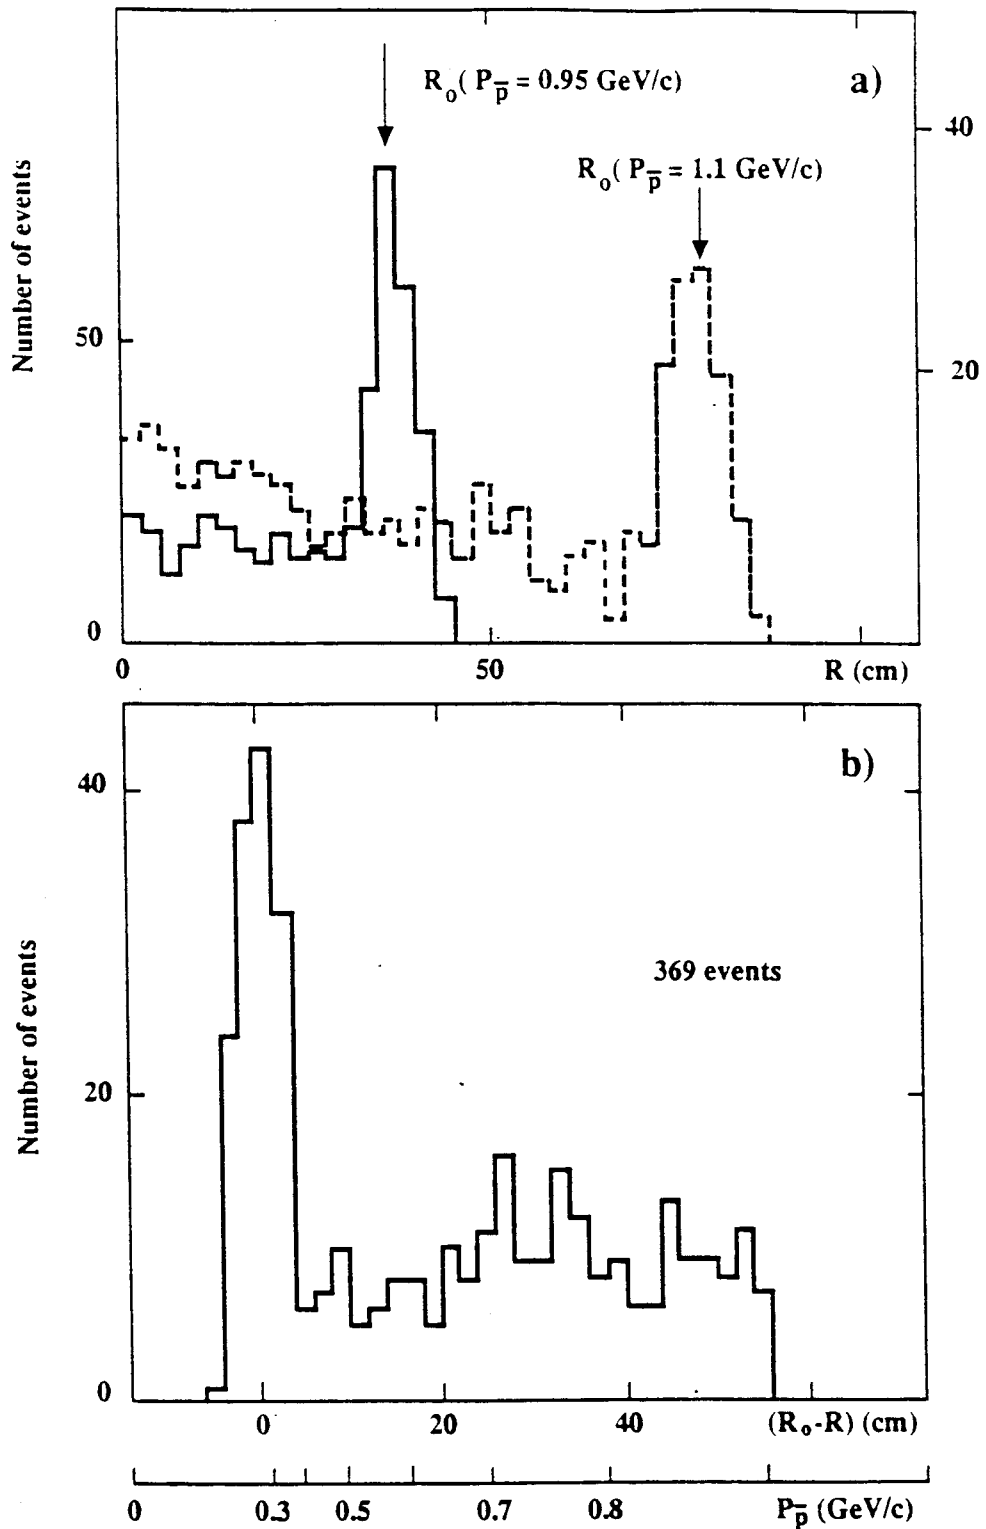 R₀( P_p̅ = 0.95 GeV/c)
a)
40
R₀( P_p̅ = 1.1 GeV/c)
Number of events
50
20
0
0
50
R (cm)
b)
40
369 events
Number of events
20
0
0
20
40
(R₀-R) (cm)
0
0.3
0.5
0.7
0.8
P_p̅ (GeV/c)